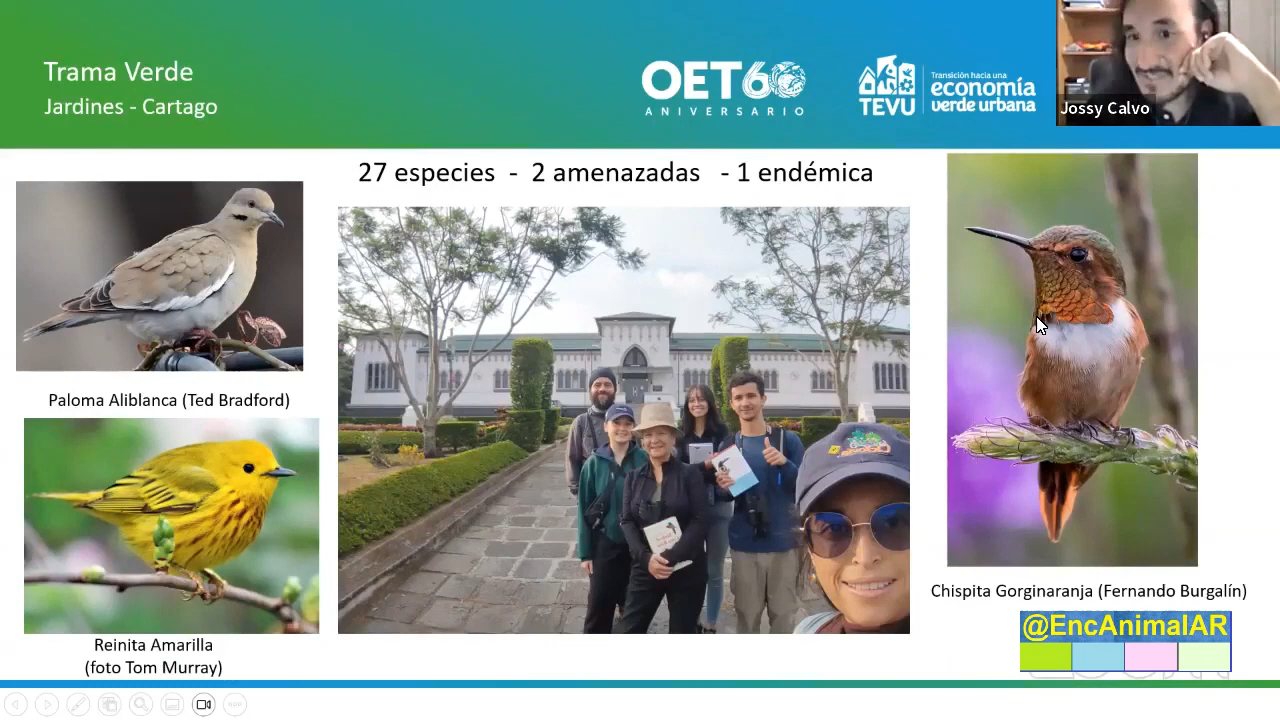 Trama Verde
Jardines - Cartago
OET60
ANIVERSARIO
TEVU
Transición hacia una
economía
verde urbana
Jossy Calvo
27 especies - 2 amenazadas - 1 endémica
Paloma Aliblanca (Ted Bradford)
Reinita Amarilla
(foto Tom Murray)
Chispita Gorginaranja (Fernando Burgalín)
@EncAnimalAR